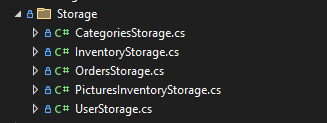 Storage
C# CategoriesStorage.cs
C# InventoryStorage.cs
C# OrdersStorage.cs
C# PicturesInventoryStorage.cs
C# UserStorage.cs